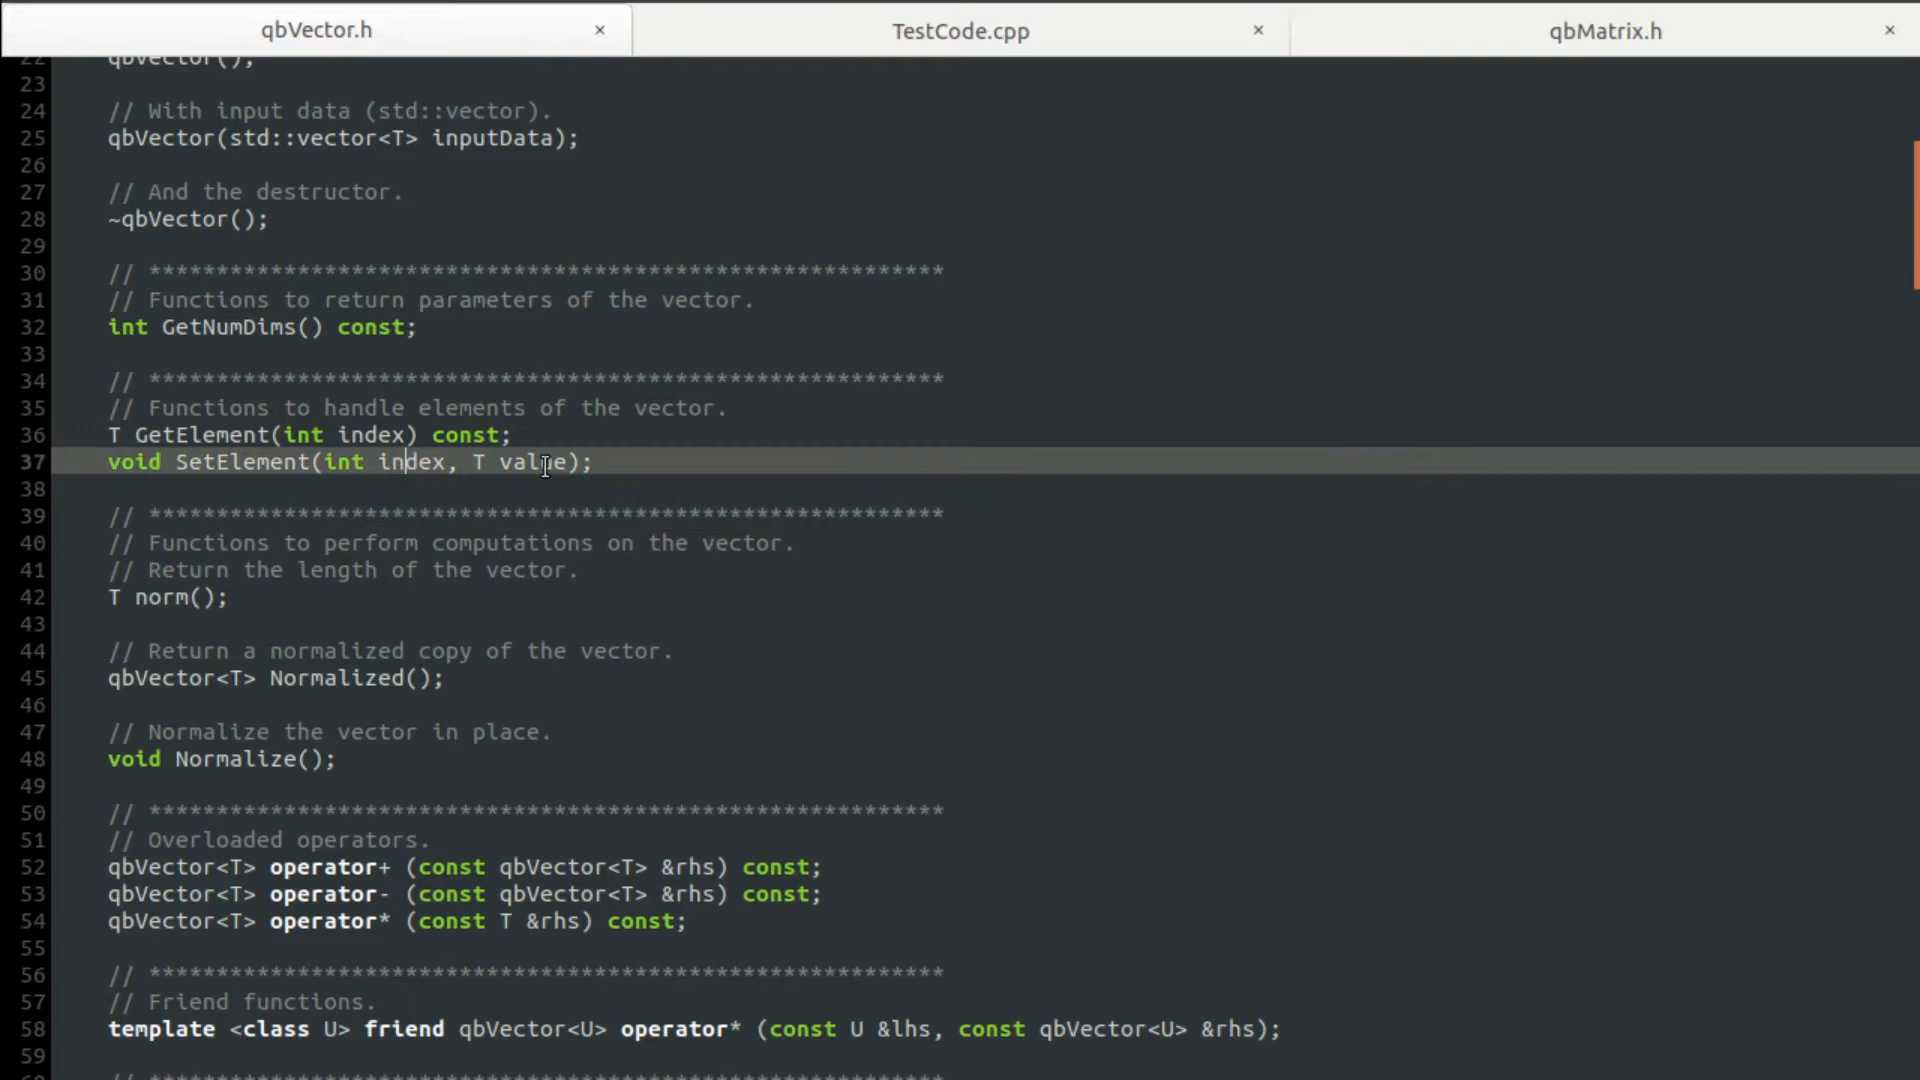 qbVector.h × TestCode.cpp × qbMatrix.h ×
22 qbVector();
23
24 // With input data (std::vector).
25 qbVector(std::vector<T> inputData);
26
27 // And the destructor.
28 ~qbVector();
29
30 // ***********************************************************
31 // Functions to return parameters of the vector.
32 int GetNumDims() const;
33
34 // ***********************************************************
35 // Functions to handle elements of the vector.
36 T GetElement(int index) const;
37 void SetElement(int index, T value);
38
39 // ***********************************************************
40 // Functions to perform computations on the vector.
41 // Return the length of the vector.
42 T norm();
43
44 // Return a normalized copy of the vector.
45 qbVector<T> Normalized();
46
47 // Normalize the vector in place.
48 void Normalize();
49
50 // ***********************************************************
51 // Overloaded operators.
52 qbVector<T> operator+ (const qbVector<T> &rhs) const;
53 qbVector<T> operator- (const qbVector<T> &rhs) const;
54 qbVector<T> operator* (const T &rhs) const;
55
56 // ***********************************************************
57 // Friend functions.
58 template <class U> friend qbVector<U> operator* (const U &lhs, const qbVector<U> &rhs);
59
60 // ***********************************************************